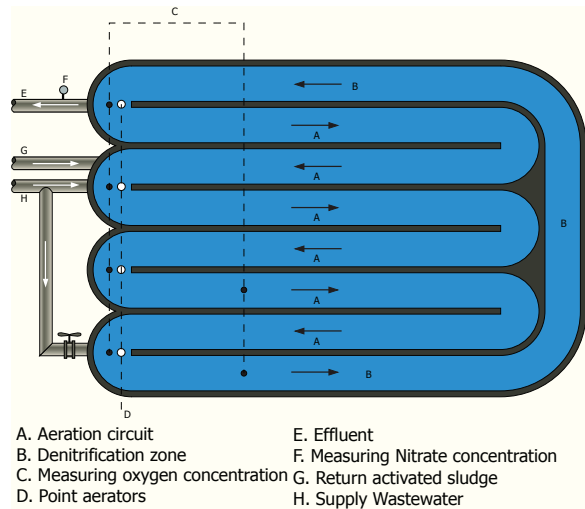 C
F
E
B
A
G
A
H
A
A
B
A
A
A
B
D
A. Aeration circuit
B. Denitrification zone
C. Measuring oxygen concentration
D. Point aerators
E. Effluent
F. Measuring Nitrate concentration
G. Return activated sludge
H. Supply Wastewater